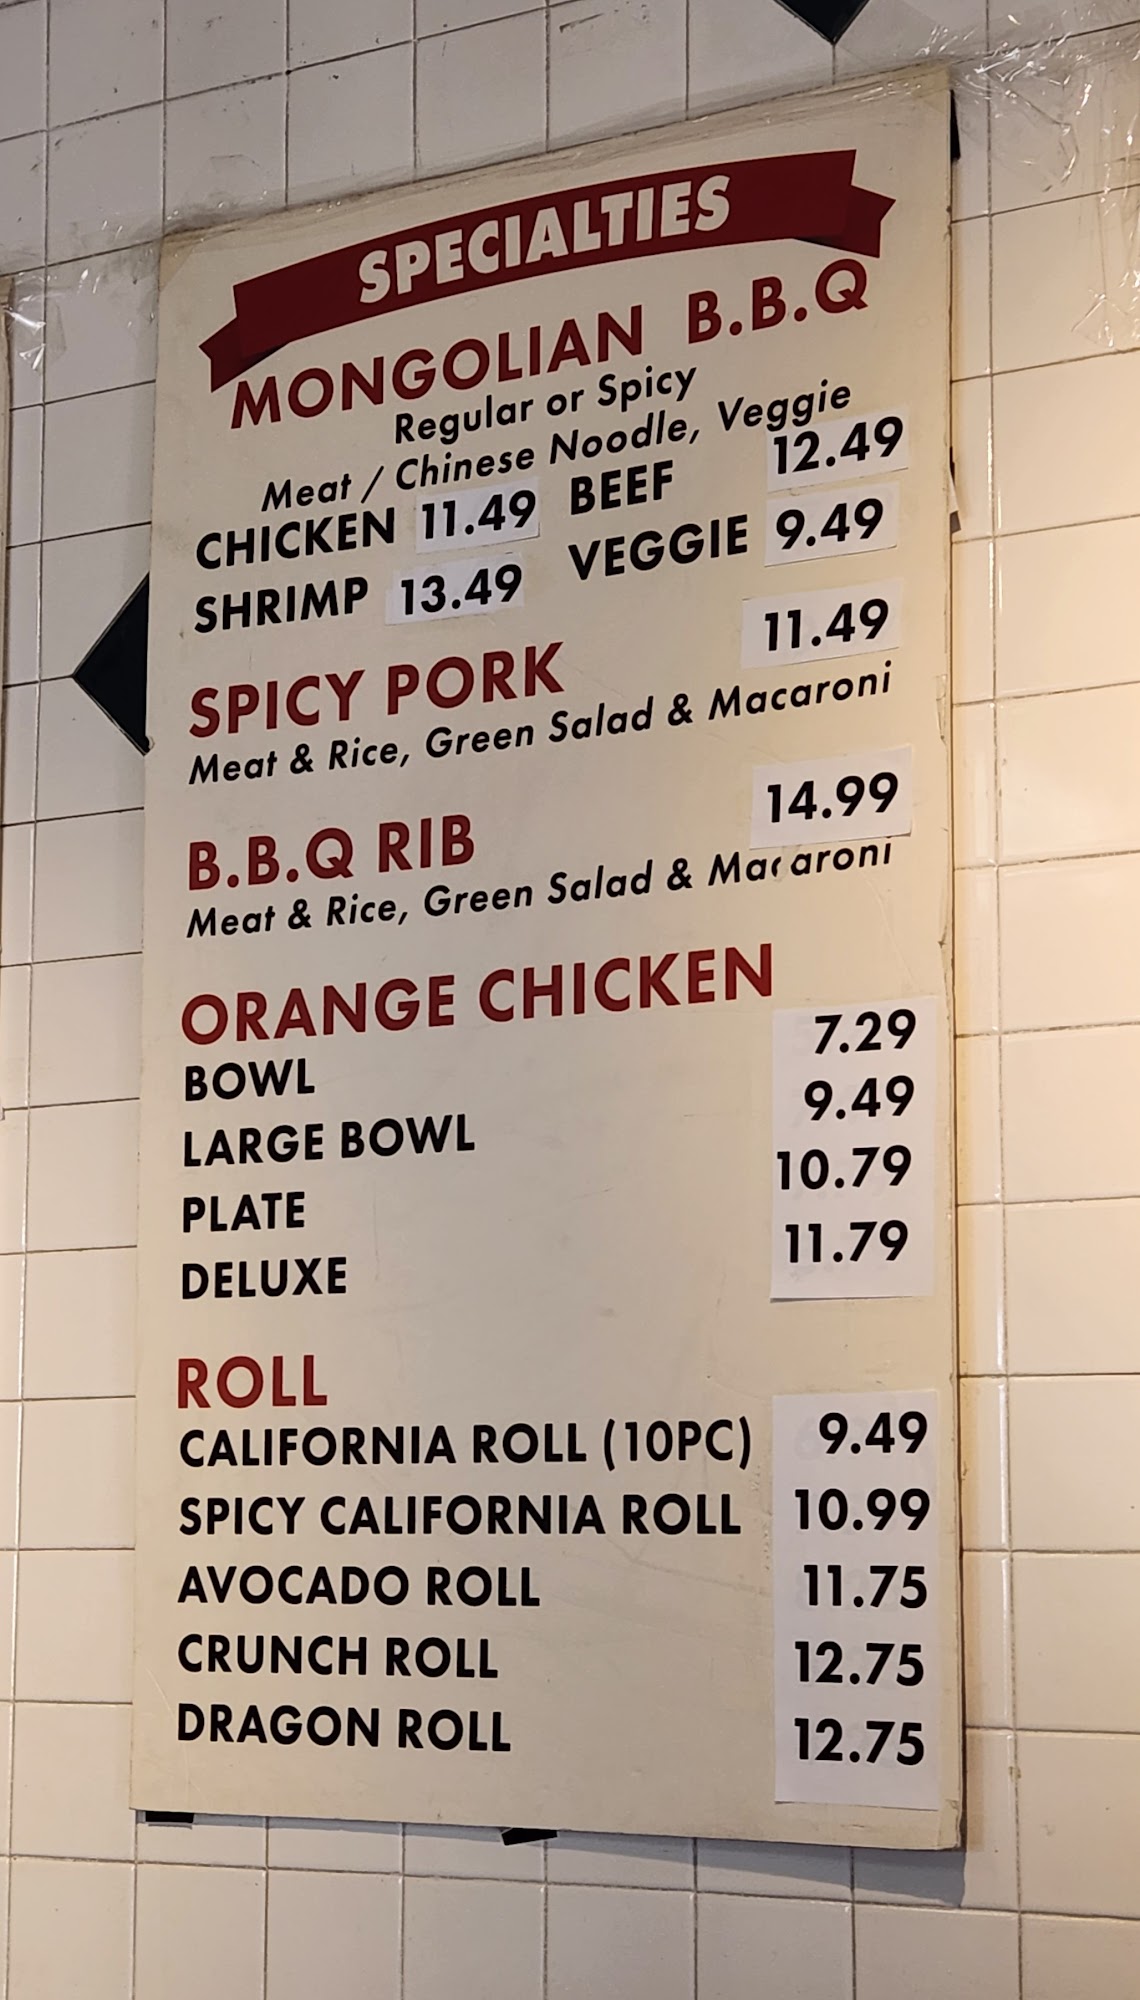 SPECIALTIES
MONGOLIAN B.B.Q
Regular or Spicy
Meat / Chinese Noodle, Veggie
CHICKEN 11.49 BEEF 12.49
SHRIMP 13.49 VEGGIE 9.49
SPICY PORK 11.49
Meat & Rice, Green Salad & Macaroni
B.B.Q RIB 14.99
Meat & Rice, Green Salad & Macaroni
ORANGE CHICKEN
BOWL 7.29
LARGE BOWL 9.49
PLATE 10.79
DELUXE 11.79
ROLL
CALIFORNIA ROLL (10PC) 9.49
SPICY CALIFORNIA ROLL 10.99
AVOCADO ROLL 11.75
CRUNCH ROLL 12.75
DRAGON ROLL 12.75